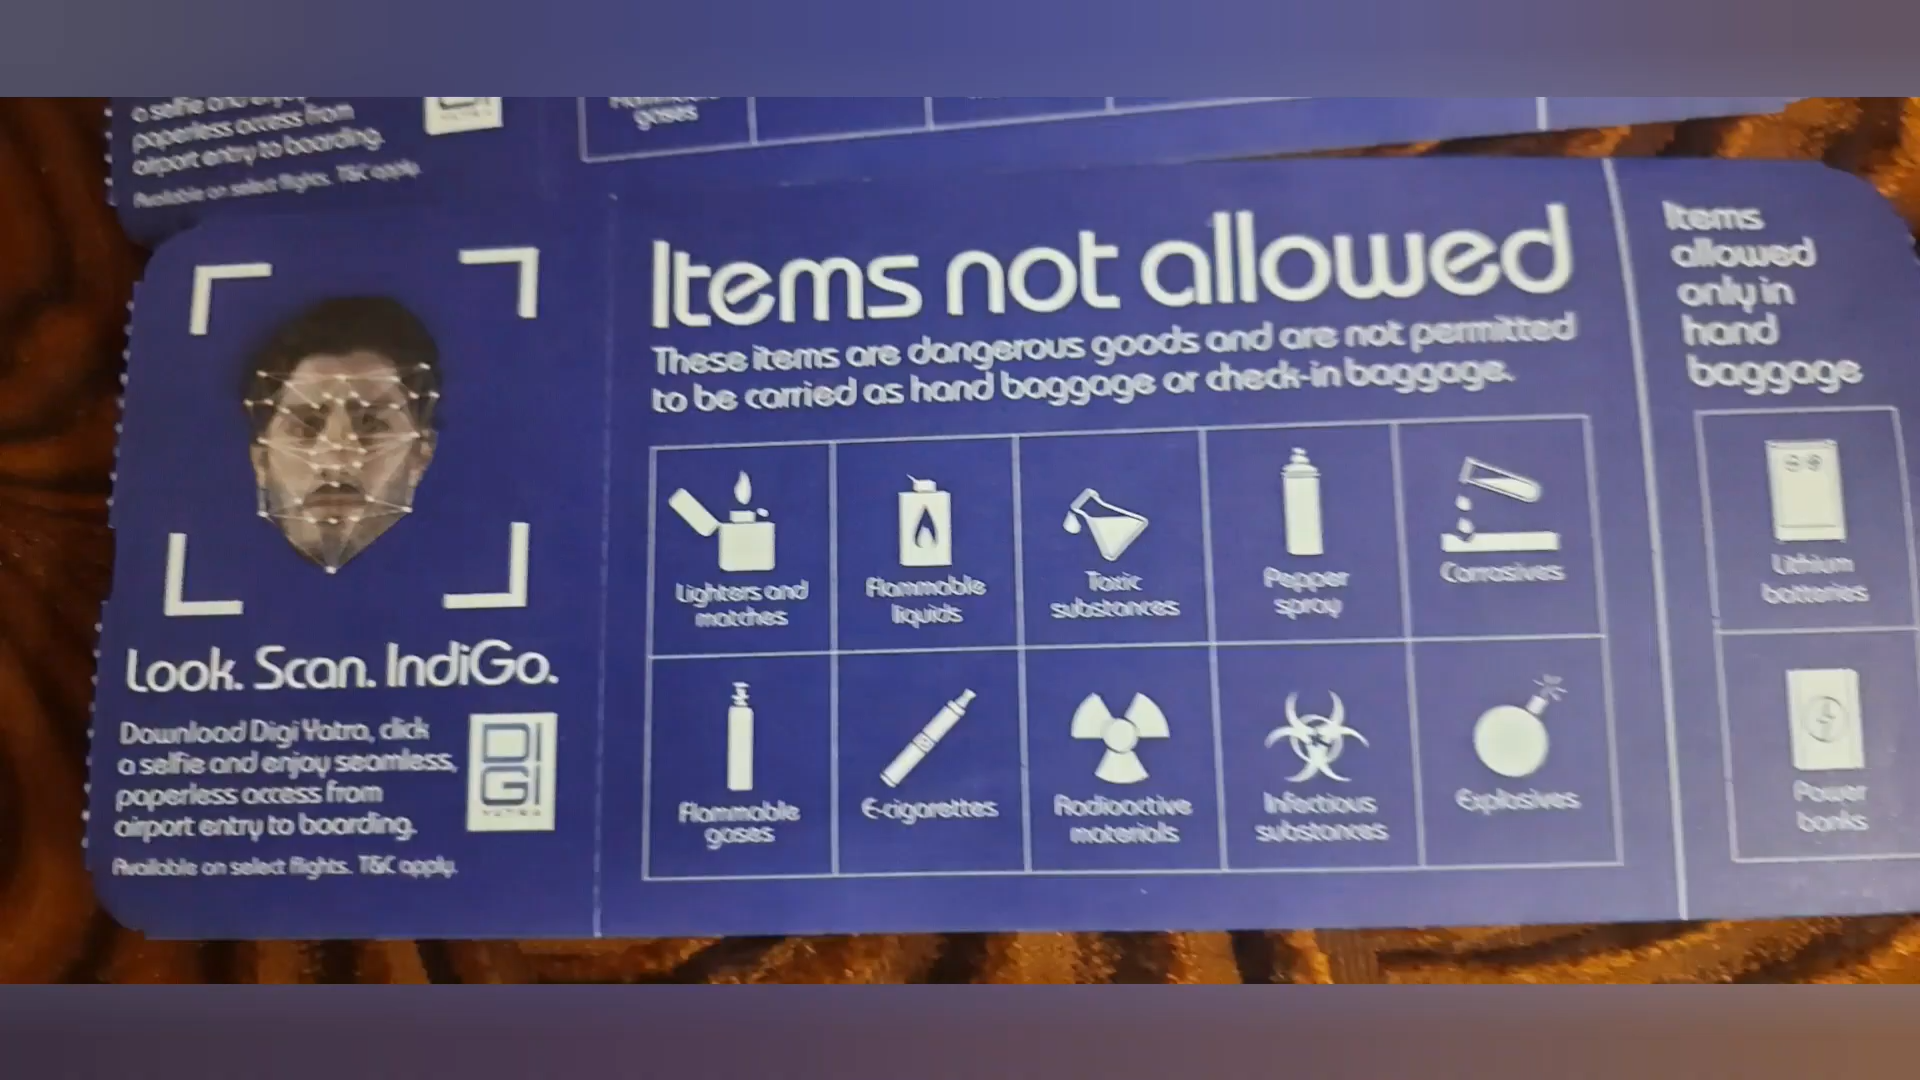 a selfie and enjoy
paperless access from
airport entry to boarding.
Available on select flights. T&C apply.
Flammable
gases
Look. Scan. IndiGo.
Download Digi Yatra, click
a selfie and enjoy seamless,
paperless access from
airport entry to boarding.
Available on select flights. T&C apply.
DI
GI
YATRA
Items not allowed
These items are dangerous goods and are not permitted
to be carried as hand baggage or check-in baggage.
Lighters and
matches
Flammable
liquids
Toxic
substances
Pepper
spray
Corrosives
Flammable
gases
E-cigarettes
Radioactive
materials
Infectious
substances
Explosives
Items
allowed
only in
hand
baggage
Lithium
batteries
Power
banks